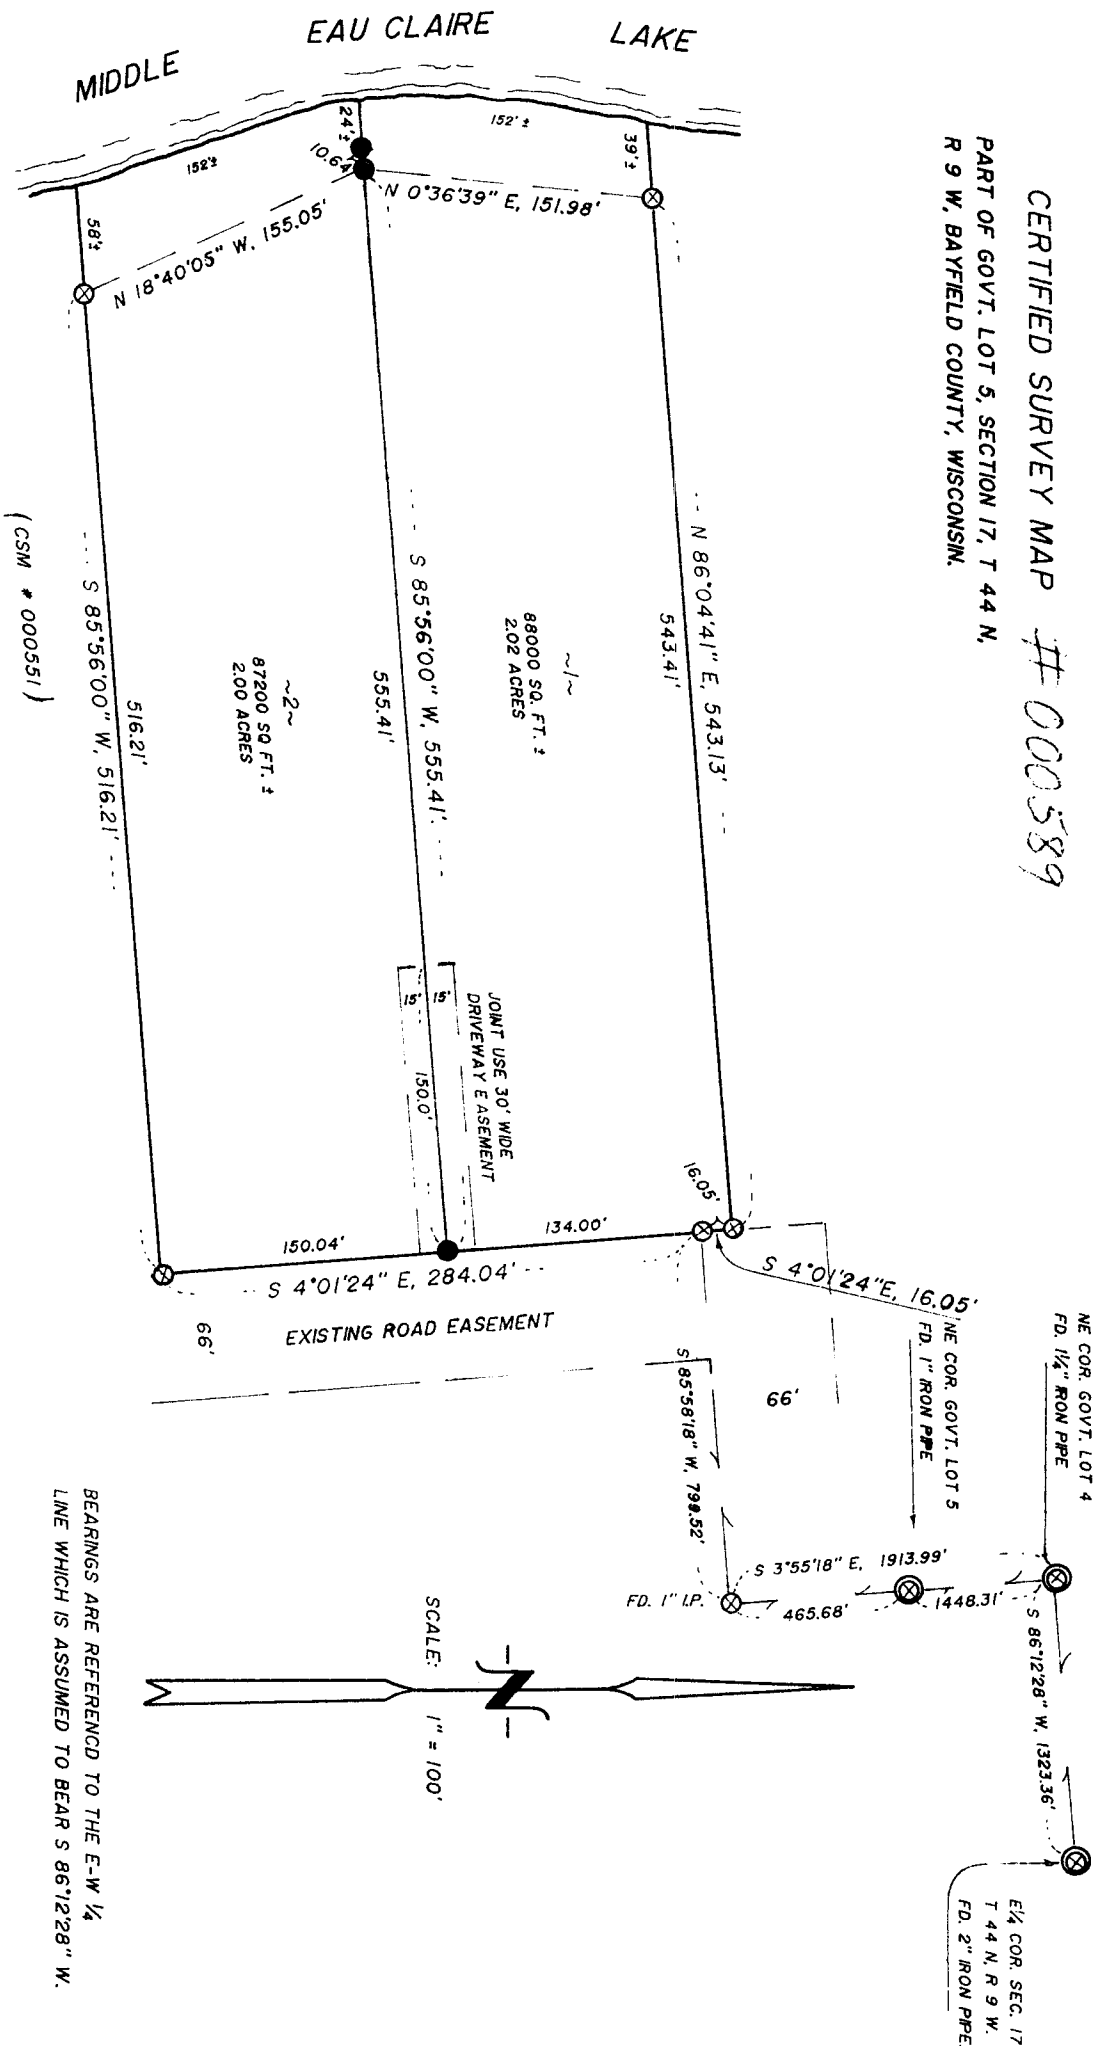 CERTIFIED SURVEY MAP #000589
PART OF GOVT. LOT 5, SECTION 17, T 44 N,
R 9 W, BAYFIELD COUNTY, WISCONSIN.
MIDDLE EAU CLAIRE LAKE
39'±
152'±
24'±
10.64'
152'±
58'±
N 0°36'39" E, 151.98'
N 18°40'05" W, 155.05'
N 86°04'41" E, 543.13'
543.41'
~1~
88000 SQ. FT. ±
2.02 ACRES
S 85°56'00" W, 555.41'
555.41'
~2~
87200 SQ FT. ±
2.00 ACRES
516.21'
S 85°56'00" W, 516.21'
(CSM # 000551)
JOINT USE 30' WIDE
DRIVEWAY EASEMENT
15'
15'
150.0'
16.05'
134.00'
150.04'
S 4°01'24" E, 284.04'
S 4°01'24"E, 16.05'
EXISTING ROAD EASEMENT
66'
66'
S 85°58'18" W,
NE COR. GOVT. LOT 4
FD. 1¼" IRON PIPE
NE COR. GOVT. LOT 5
FD. 1" IRON PIPE
S 3°55'18" E, 1913.99'
465.68'
1448.31'
FD. 1" I.P.
S 86°12'28" W, 1323.36'
E¼ COR. SEC. 17
T 44 N, R 9 W.
FD. 2" IRON PIPE.
N
SCALE: 1" = 100'
BEARINGS ARE REFERENCD TO THE E-W ¼
LINE WHICH IS ASSUMED TO BEAR S 86°12'28" W.